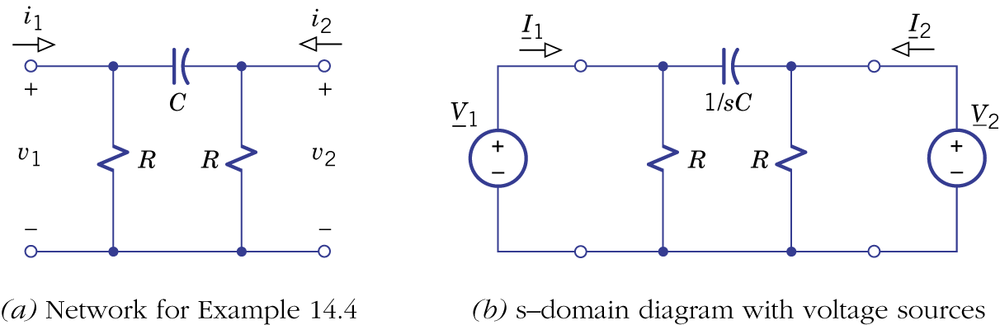 i1 i2
+ +
C
v1 R R v2
– –
(a) Network for Example 14.4
I1 I2
1/sC
V1 V2
+ +
R R
– –
(b) s–domain diagram with voltage sources